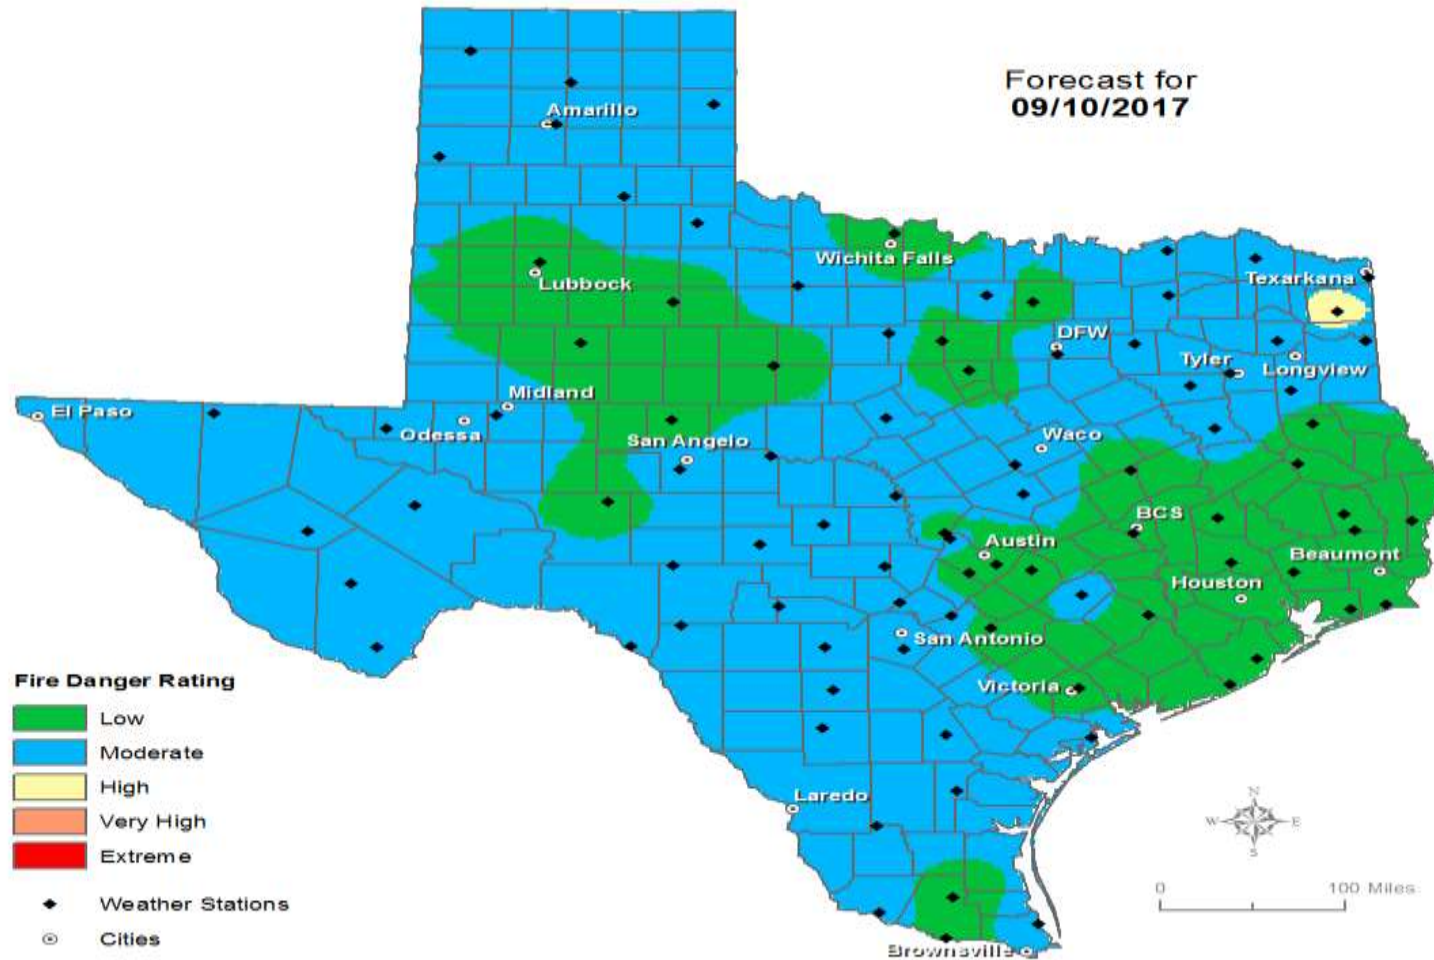 Forecast for
09/10/2017
Amarillo
Wichita Falls
Lubbock
Texarkana
DFW
Tyler
Longview
Midland
El Paso
Odessa
San Angelo
Waco
BCS
Austin
Beaumont
Houston
San Antonio
Victoria
Laredo
Brownsville
Fire Danger Rating
Low
Moderate
High
Very High
Extreme
Weather Stations
Cities
N
W E
S
0 100 Miles